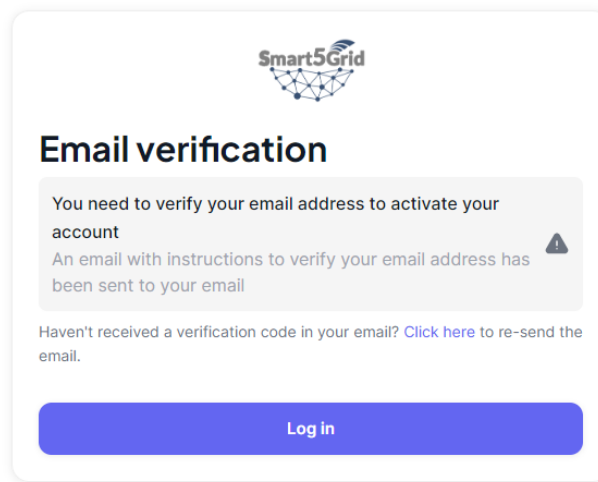 Smart5Grid
Email verification
You need to verify your email address to activate your
account
An email with instructions to verify your email address has
been sent to your email
Haven't received a verification code in your email? Click here to re-send the
email.
Log in